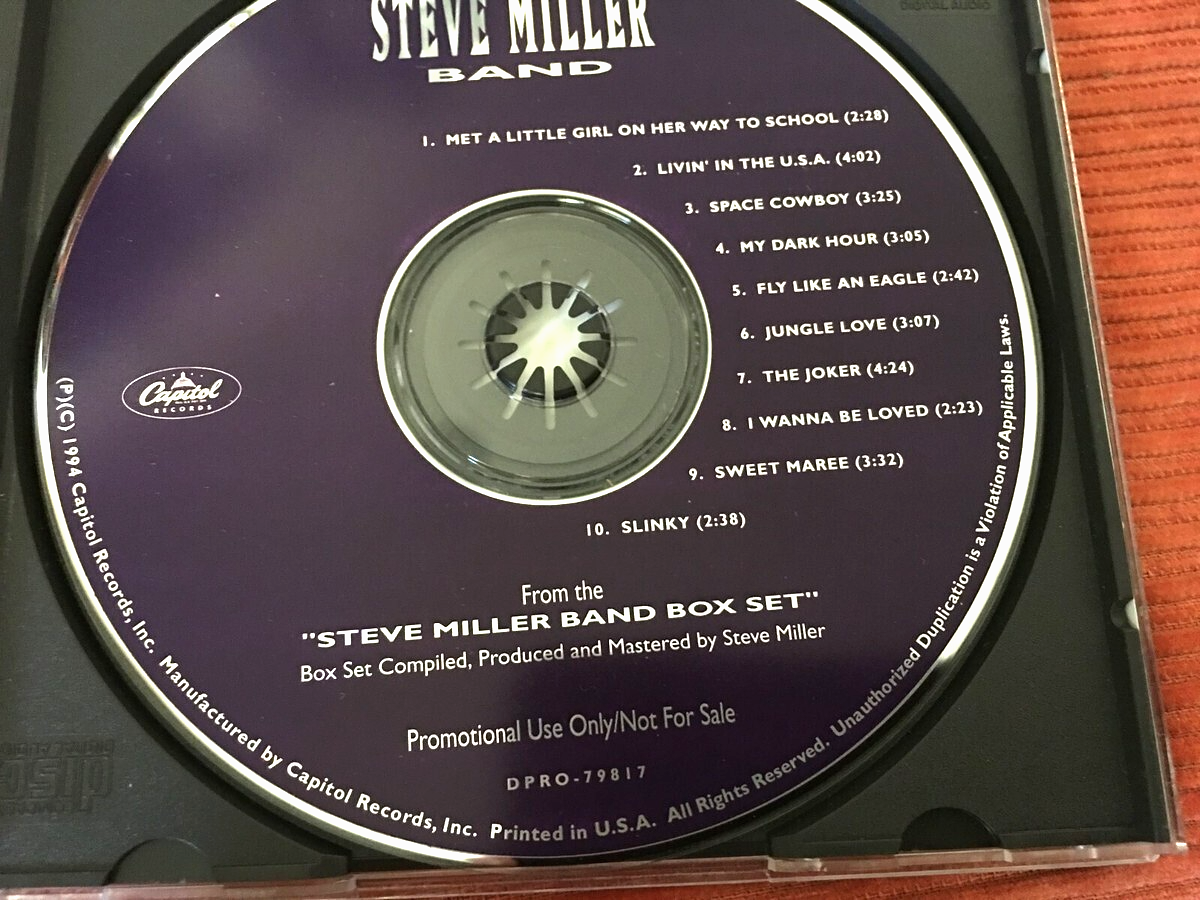 STEVE MILLER
BAND
1. MET A LITTLE GIRL ON HER WAY TO SCHOOL (2:28)
2. LIVIN' IN THE U.S.A. (4:02)
3. SPACE COWBOY (3:25)
4. MY DARK HOUR (3:05)
5. FLY LIKE AN EAGLE (2:42)
6. JUNGLE LOVE (3:07)
7. THE JOKER (4:24)
8. I WANNA BE LOVED (2:23)
9. SWEET MAREE (3:32)
10. SLINKY (2:38)
Capitol
RECORDS
From the
"STEVE MILLER BAND BOX SET"
Box Set Compiled, Produced and Mastered by Steve Miller
Promotional Use Only/Not For Sale
DPRO-79817
(P)(C) 1994 Capitol Records, Inc. Manufactured by Capitol Records, Inc. Printed in U.S.A. All Rights Reserved. Unauthorized Duplication is a Violation of Applicable Laws.
DIGITAL AUDIO
disc